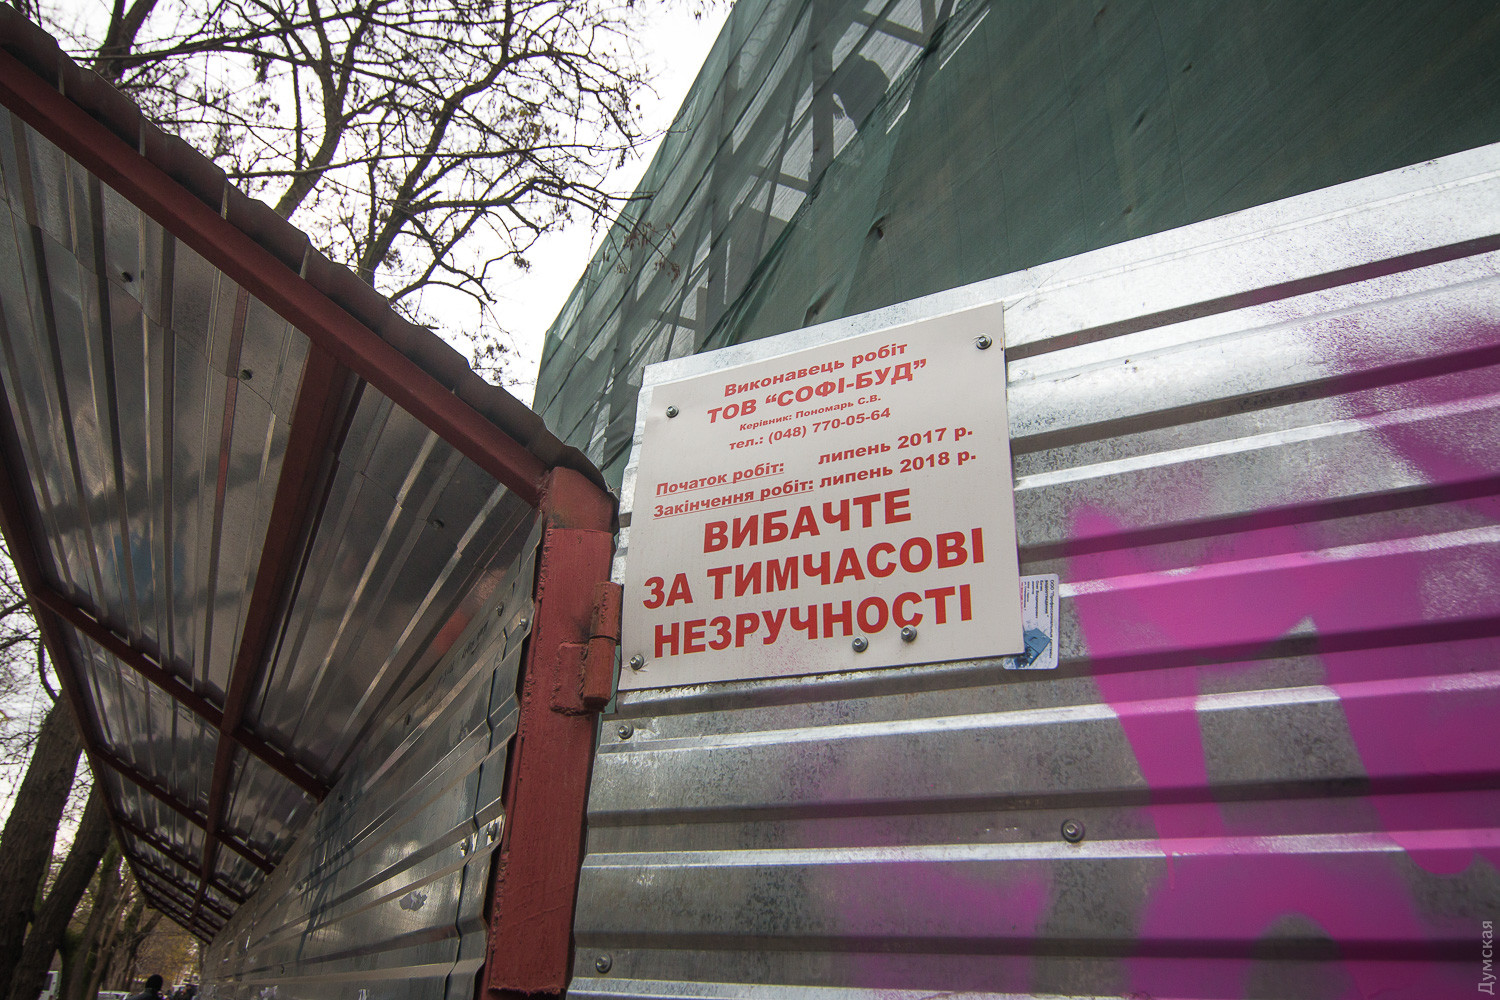 Виконавець робіт
ТОВ “СОФІ-БУД”
Керівник: Пономарь С.В.
тел.: (048) 770-05-64
Початок робіт: липень 2017 р.
Закінчення робіт: липень 2018 р.
ВИБАЧТЕ
ЗА ТИМЧАСОВІ
НЕЗРУЧНОСТІ
Думская